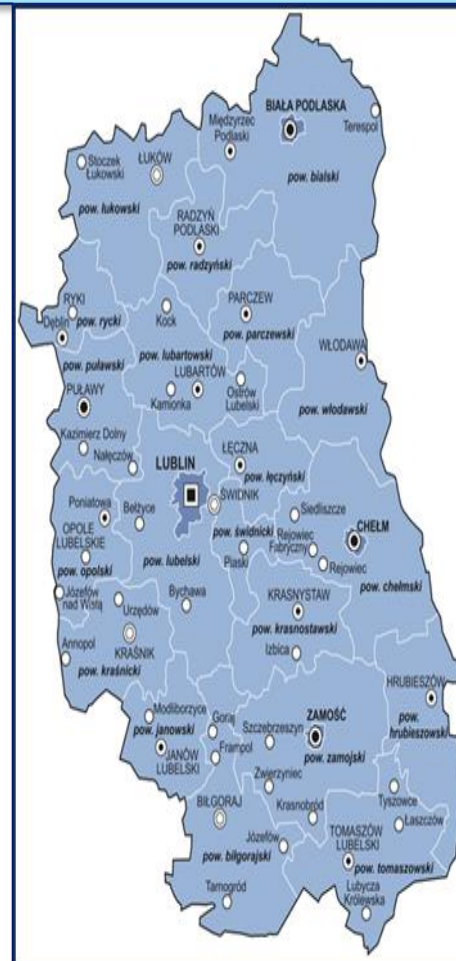 BIAŁA PODLASKA
Międzyrzec
Podlaski
Terespol
Stoczek
Łukowski
ŁUKÓW
pow. bialski
pow. łukowski
RADZYŃ
PODLASKI
pow. radzyński
RYKI
pow. rycki
Dęblin
Kock
PARCZEW
pow. parczewski
WŁODAWA
pow. puławski
pow. lubartowski
LUBARTÓW
PUŁAWY
Kamionka
Ostrów
Lubelski
pow. włodawski
Kazimierz Dolny
Nałęczów
LUBLIN
ŁĘCZNA
pow. łęczyński
Poniatowa
Bełżyce
ŚWIDNIK
Siedliszcze
OPOLE
LUBELSKIE
pow. świdnicki
Rejowiec
Fabryczny
CHEŁM
pow. opolski
pow. lubelski
Piaski
Rejowiec
pow. chełmski
Józefów
nad Wisłą
Urzędów
Bychawa
KRASNYSTAW
pow. krasnostawski
Annopol
KRAŚNIK
pow. kraśnicki
Izbica
HRUBIESZÓW
pow.
hrubieszowski
Modliborzyce
pow. janowski
JANÓW
LUBELSKI
Goraj
Frampol
Szczebrzeszyn
ZAMOŚĆ
pow. zamojski
Zwierzyniec
Tyszowce
BIŁGORAJ
Krasnobród
Łaszczów
Józefów
TOMASZÓW
LUBELSKI
pow. biłgorajski
pow. tomaszowski
Tarnogród
Lubycza
Królewska